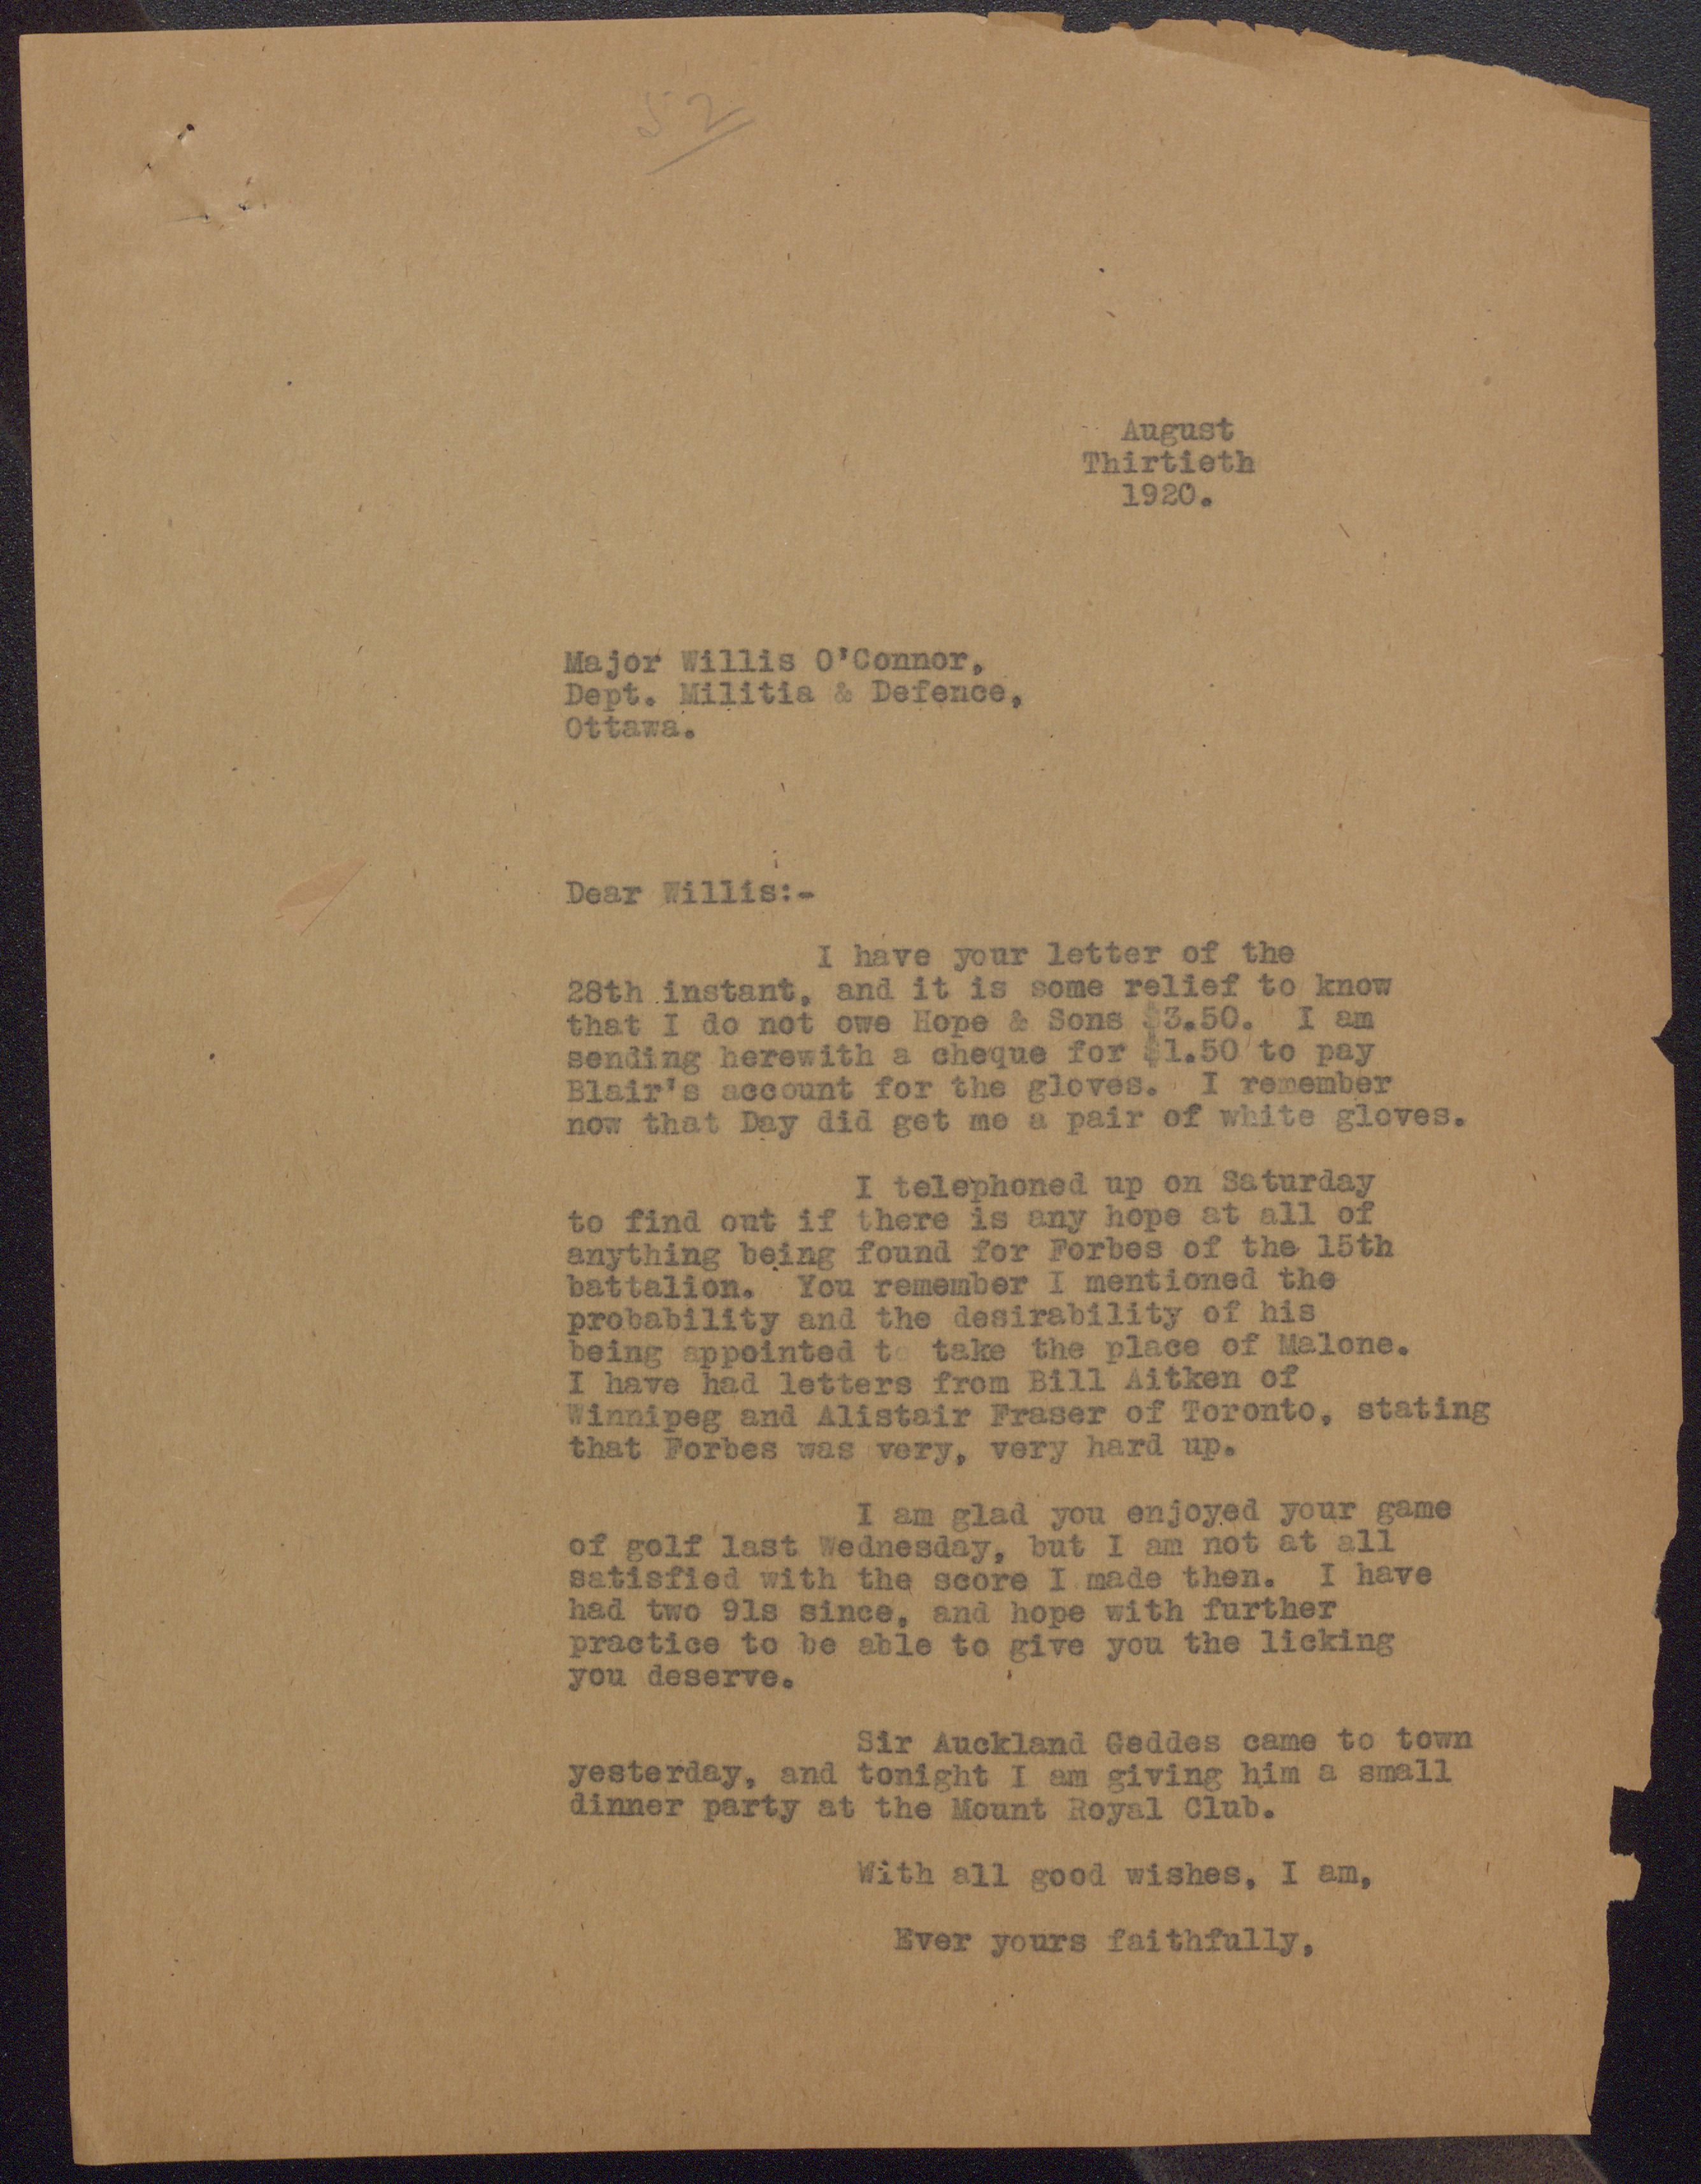 52
August
Thirtieth
1920.
Major Willis O'Connor,
Dept. Militia & Defence,
Ottawa.
Dear Willis:-
I have your letter of the
28th instant, and it is some relief to know
that I do not owe Hope & Sons $3.50. I am
sending herewith a cheque for $1.50 to pay
Blair's account for the gloves. I remember
now that Day did get me a pair of white gloves.
I telephoned up on Saturday
to find out if there is any hope at all of
anything being found for Forbes of the 15th
battalion. You remember I mentioned the
probability and the desirability of his
being appointed to take the place of Malone.
I have had letters from Bill Aitken of
Winnipeg and Alistair Fraser of Toronto, stating
that Forbes was very, very hard up.
I am glad you enjoyed your game
of golf last Wednesday, but I am not at all
satisfied with the score I made then. I have
had two 91s since, and hope with further
practice to be able to give you the licking
you deserve.
Sir Auckland Geddes came to town
yesterday, and tonight I am giving him a small
dinner party at the Mount Royal Club.
With all good wishes, I am,
Ever yours faithfully,